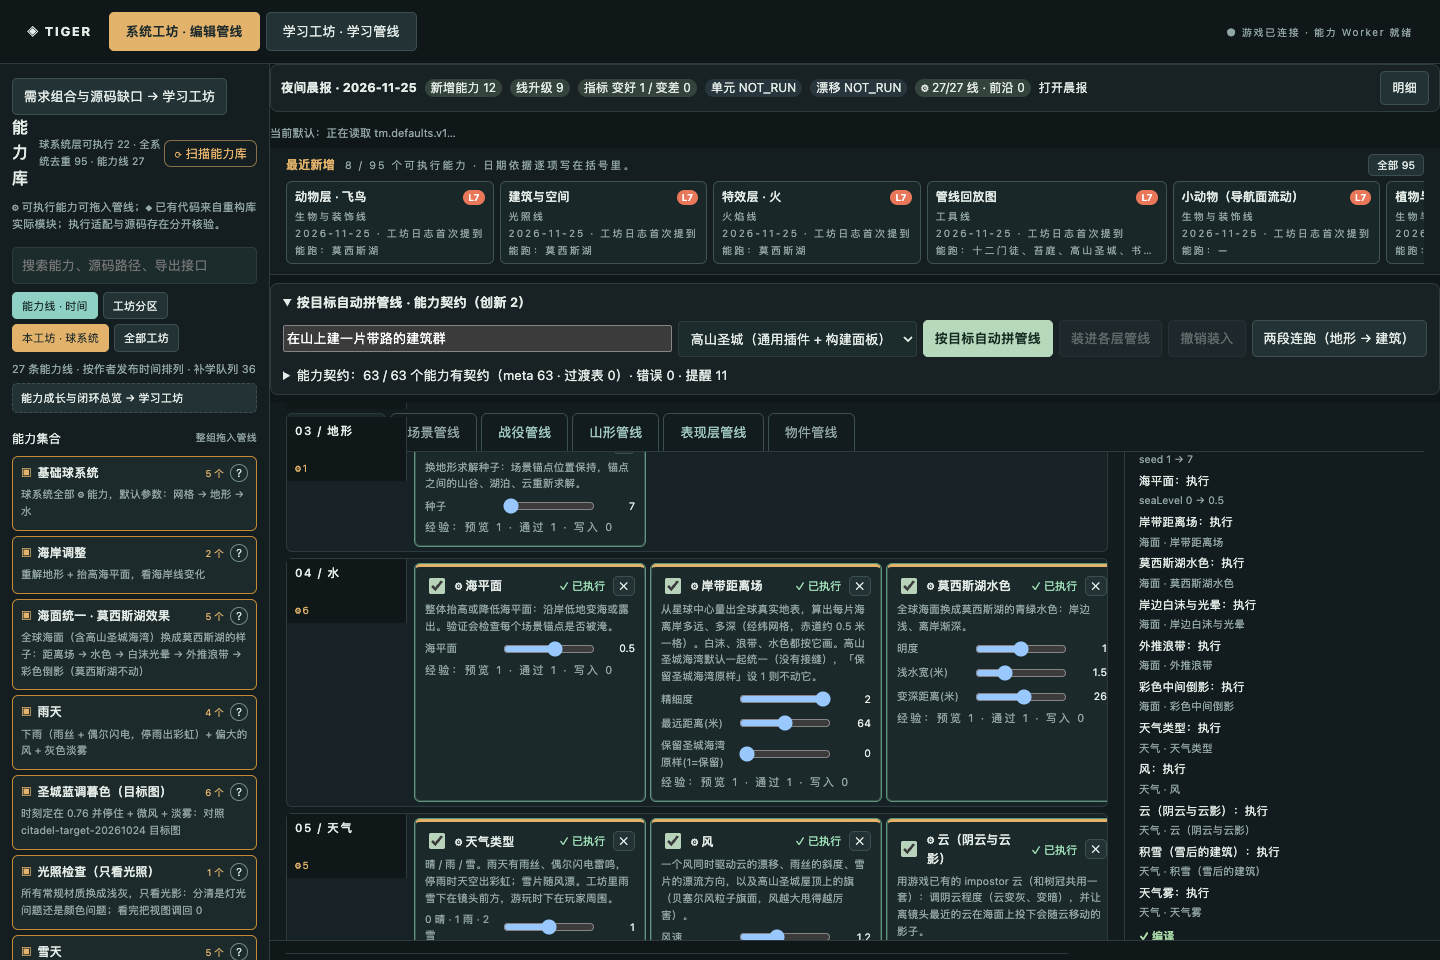 ◈ TIGER
系统工坊 · 编辑管线
学习工坊 · 学习管线
游戏已连接 · 能力 Worker 就绪
需求组合与源码缺口 → 学习工坊
能力库
球系统层可执行 22 · 全系统去重 95 · 能力线 27
⟳ 扫描能力库
⚙ 可执行能力可拖入管线；◆ 已有代码来自重构库实际模块；执行适配与源码存在分开核验。
搜索能力、源码路径、导出接口
能力线 · 时间
工坊分区
本工坊 · 球系统
全部工坊
27 条能力线 · 按作者发布时间排列 · 补学队列 36
能力成长与闭环总览 → 学习工坊
能力集合
整组拖入管线
▣ 基础球系统 5 个 ?
球系统全部 ⚙ 能力，默认参数：网格 → 地形 → 水
▣ 海岸调整 2 个 ?
重解地形 + 抬高海平面，看海岸线变化
▣ 海面统一 · 莫西斯湖效果 5 个 ?
全球海面（含高山圣城海湾）换成莫西斯湖的样子：距离场 → 水色 → 白沫光晕 → 外推浪带 → 彩色倒影（莫西斯湖不动）
▣ 雨天 4 个 ?
下雨（雨丝 + 偶尔闪电，停雨出彩虹）+ 偏大的风 + 灰色淡雾
▣ 圣城蓝调暮色（目标图） 6 个 ?
时刻定在 0.76 并停住 + 微风 + 淡雾：对照 citadel-target-20261024 目标图
▣ 光照检查（只看光照） 1 个 ?
所有常规材质换成浅灰，只看光影：分清是灯光问题还是颜色问题；看完把视图调回 0
▣ 雪天 5 个 ?
夜间晨报 · 2026-11-25
新增能力 12
线升级 9
指标 变好 1 / 变差 0
单元 NOT_RUN
漂移 NOT_RUN
⚙ 27/27 线 · 前沿 0
打开晨报
明细
当前默认：正在读取 tm.defaults.v1...
最近新增 8 / 95 个可执行能力 · 日期依据逐项写在括号里。
全部 95
动物层 · 飞鸟 L7
生物与装饰线
2026-11-25 · 工坊日志首次提到
能跑：莫西斯湖
建筑与空间 L7
光照线
2026-11-25 · 工坊日志首次提到
能跑：莫西斯湖
特效层 · 火 L7
火焰线
2026-11-25 · 工坊日志首次提到
能跑：莫西斯湖
管线回放图 L7
工具线
2026-11-25 · 工坊日志首次提到
能跑：十二门徒、苔庭、高山圣城、书…
小动物（导航面流动） L7
生物与装饰线
2026-11-25 · 工坊日志首次提到
能跑：—
植物
生物
2026
能跑
▼ 按目标自动拼管线 · 能力契约（创新 2）
在山上建一片带路的建筑群
高山圣城（通用插件 + 构建面板）
按目标自动拼管线
装进各层管线
撤销装入
两段连跑（地形 → 建筑）
▶ 能力契约：63 / 63 个能力有契约（meta 63 · 过渡表 0）· 错误 0 · 提醒 11
场景管线
战役管线
山形管线
表现层管线
物件管线
03 / 地形
⚙1
换地形求解种子：场景锚点位置保持，锚点之间的山谷、湖泊、云重新求解。
种子 7
经验：预览 1 · 通过 1 · 写入 0
04 / 水
⚙6
⚙ 海平面 ✓ 已执行 ✕
整体抬高或降低海平面：沿岸低地变海或露出。验证会检查每个场景锚点是否被淹。
海平面 0.5
经验：预览 1 · 通过 1 · 写入 0
⚙ 岸带距离场 ✓ 已执行 ✕
从星球中心量出全球真实地表，算出每片海离岸多远、多深（经纬网格，赤道约 0.5 米一格）。白沫、浪带、水色都按它画。高山圣城海湾默认一起统一（没有接缝），「保留圣城海湾原样」设 1 则不动它。
精细度 2
最远距离(米) 64
保留圣城海湾原样(1=保留) 0
经验：预览 1 · 通过 1 · 写入 0
⚙ 莫西斯湖水色 ✓ 已执行 ✕
全球海面换成莫西斯湖的青绿水色：岸边浅、离岸渐深。
明度 1
浅水宽(米) 1.5
变深距离(米) 26
经验：预览 1 · 通过 1 · 写入 0
05 / 天气
⚙5
⚙ 天气类型 ✓ 已执行 ✕
晴 / 雨 / 雪。雨天有雨丝、偶尔闪电雷鸣，停雨时天空出彩虹；雪片随风漂。工坊里雨雪下在镜头前方，游玩时下在玩家周围。
0 晴 · 1 雨 · 2 雪 1
⚙ 风 ✓ 已执行 ✕
一个风同时驱动云的漂移、雨丝的斜度、雪片的漂流方向，以及高山圣城屋顶上的旗（贝塞尔风粒子旗面，风越大甩得越厉害）。
风速 1.2
⚙ 云（阴云与云影） ✓ 已执行 ✕
用游戏已有的 impostor 云（和树冠共用一套）：调阴云程度（云变灰、变暗），并让离镜头最近的云在海面上投下会随云移动的影子。
seed 1 → 7
海平面：执行
seaLevel 0 → 0.5
岸带距离场：执行
海面 · 岸带距离场
莫西斯湖水色：执行
海面 · 莫西斯湖水色
岸边白沫与光晕：执行
海面 · 岸边白沫与光晕
外推浪带：执行
海面 · 外推浪带
彩色中间倒影：执行
海面 · 彩色中间倒影
天气类型：执行
天气 · 天气类型
风：执行
天气 · 风
云（阴云与云影）：执行
天气 · 云（阴云与云影）
积雪（雪后的建筑）：执行
天气 · 积雪（雪后的建筑）
天气雾：执行
天气 · 天气雾
✓ 编译